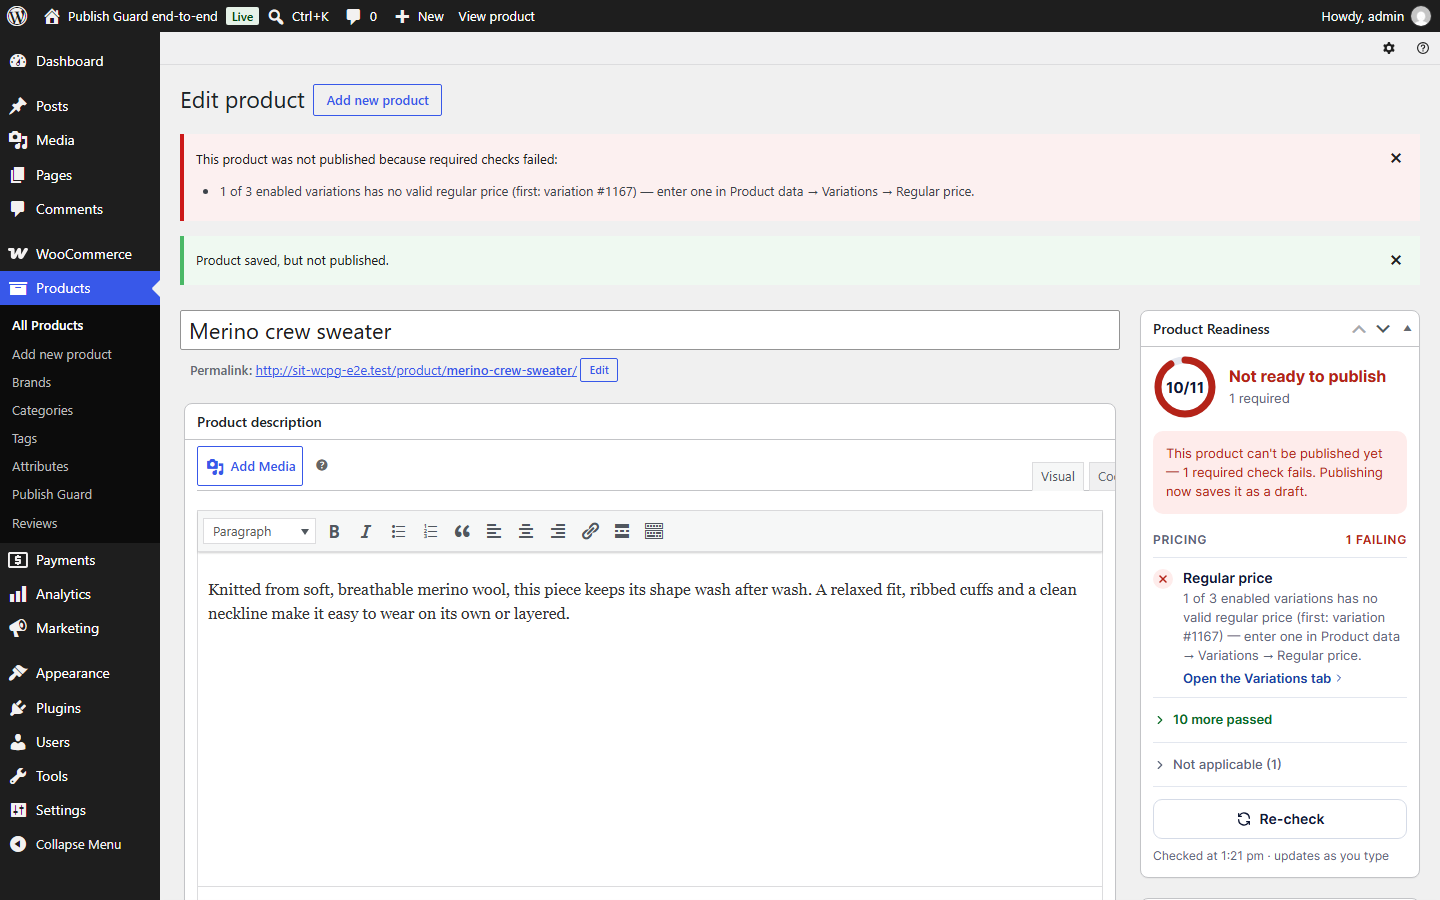 Publish Guard end-to-end Live Ctrl+K 0 New View product Howdy, admin
Dashboard
Posts
Media
Pages
Comments
WooCommerce
Products
All Products
Add new product
Brands
Categories
Tags
Attributes
Publish Guard
Reviews
Payments
Analytics
Marketing
Appearance
Plugins
Users
Tools
Settings
Collapse Menu
Edit product Add new product
This product was not published because required checks failed:
• 1 of 3 enabled variations has no valid regular price (first: variation #1167) — enter one in Product data → Variations → Regular price.
Product saved, but not published.
Merino crew sweater
Permalink: http://sit-wcpg-e2e.test/product/merino-crew-sweater/ Edit
Product description
Add Media
Visual Co
Paragraph
Knitted from soft, breathable merino wool, this piece keeps its shape wash after wash. A relaxed fit, ribbed cuffs and a clean
neckline make it easy to wear on its own or layered.
Product Readiness
10/11
Not ready to publish
1 required
This product can't be published yet
— 1 required check fails. Publishing
now saves it as a draft.
PRICING 1 FAILING
Regular price
1 of 3 enabled variations has no
valid regular price (first: variation
#1167) — enter one in Product data
→ Variations → Regular price.
Open the Variations tab
10 more passed
Not applicable (1)
Re-check
Checked at 1:21 pm · updates as you type